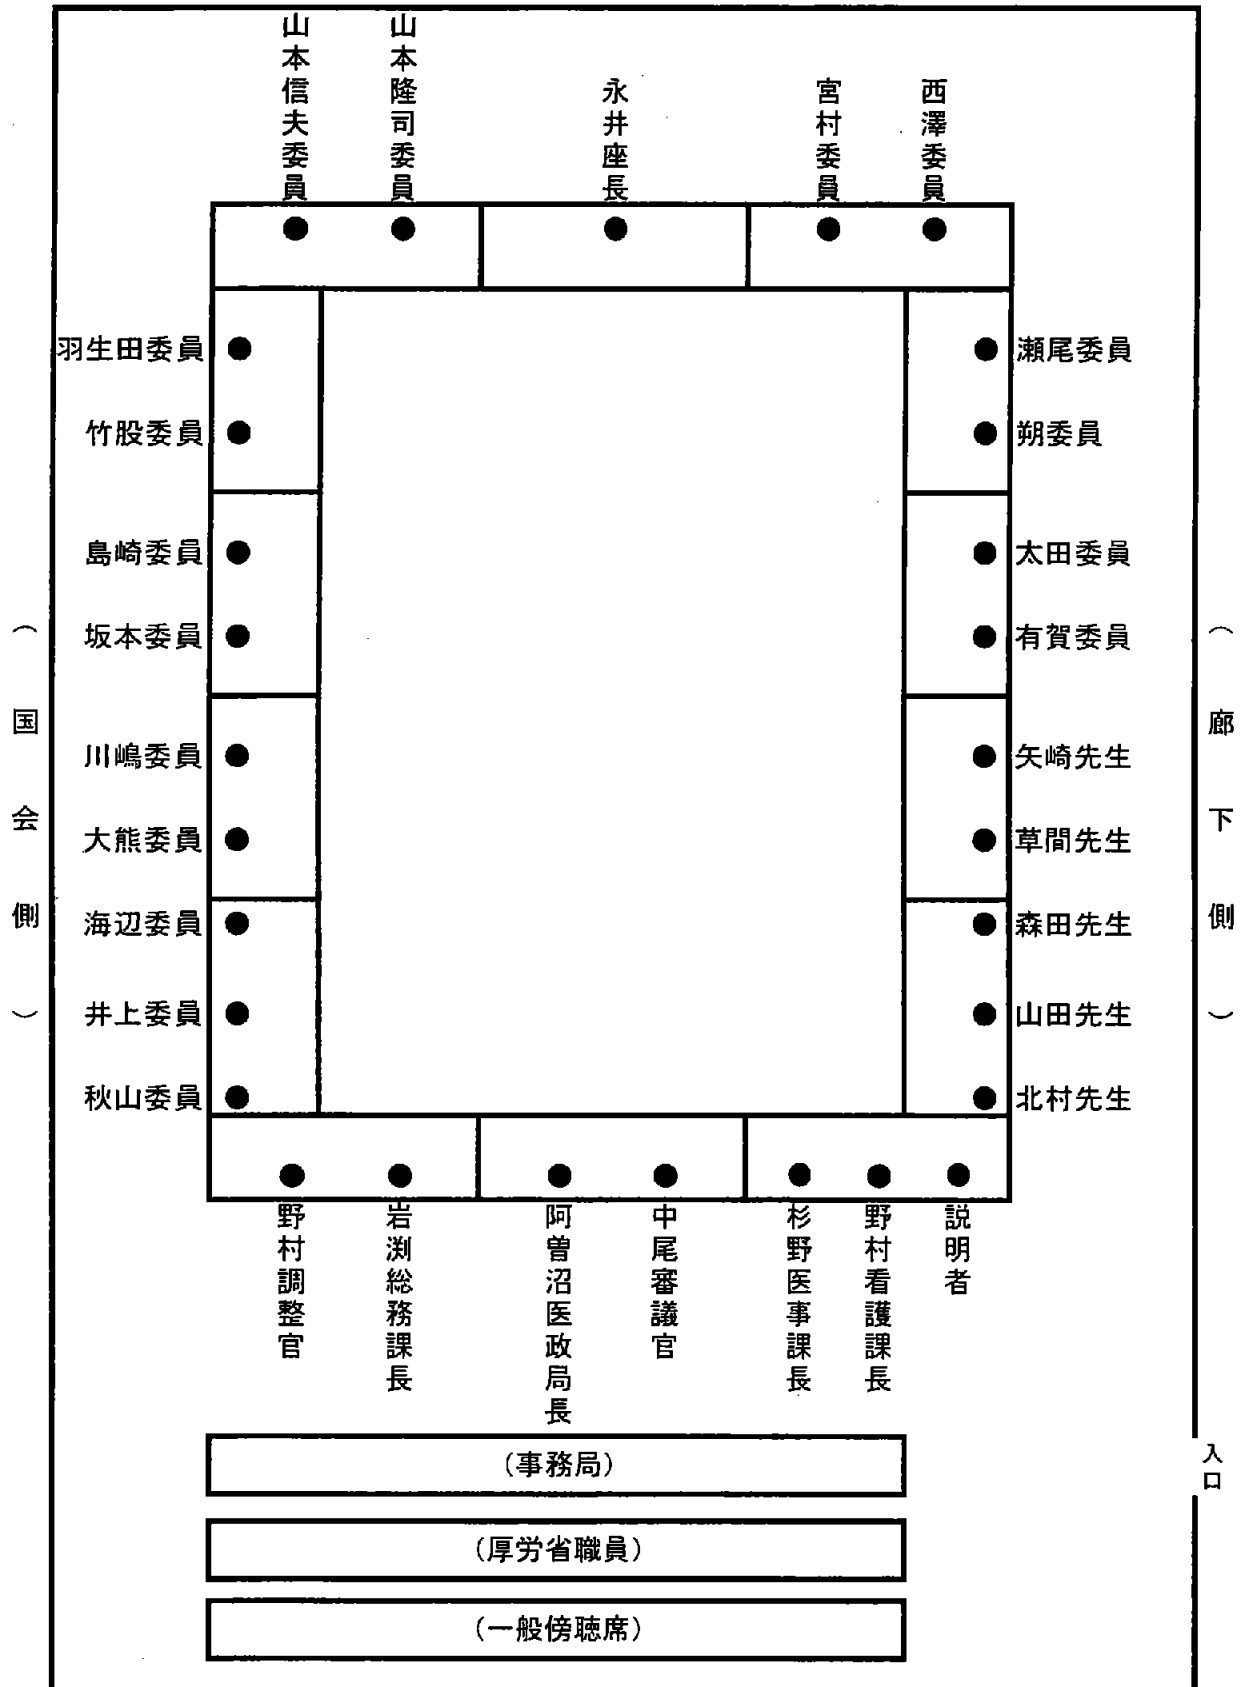 山本信夫委員
山本隆司委員
永井座長
宮村委員
西澤委員
羽生田委員
瀬尾委員
竹股委員
朔委員
島崎委員
太田委員
坂本委員
有賀委員
（国会側）
（廊下側）
川嶋委員
矢崎先生
大熊委員
草間先生
海辺委員
森田先生
井上委員
山田先生
秋山委員
北村先生
野村調整官
岩渕総務課長
阿曽沼医政局長
中尾審議官
杉野医事課長
野村看護課長
説明者
（事務局）
入口
（厚労省職員）
（一般傍聴席）